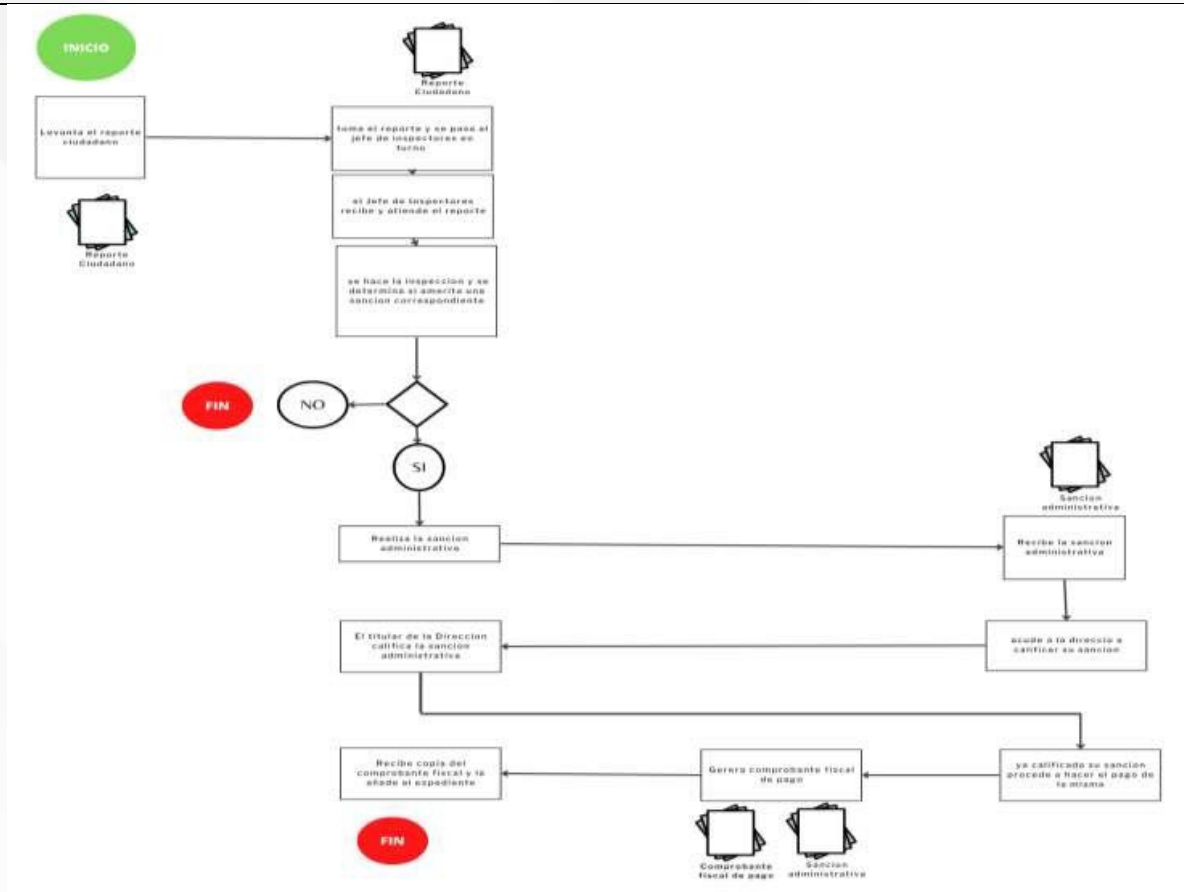 INICIO
Reporte
Ciudadano
Levanta el reporte
ciudadano
toma el reporte y se pasa al
jefe de inspectores en
turno
Reporte
Ciudadano
el Jefe de Inspectores
recibe y atiende el reporte
se hace la inspeccion y se
determina si amerita una
sancion correspondiente
FIN
NO
SI
Realiza la sancion
administrativa
Sancion
administrativa
Recibe la sancion
administrativa
acude a la direccio a
calificar su sancion
El titular de la Direccion
califica la sancion
administrativa
ya calificada su sancion
procede a hacer el pago de
la misma
Genera comprobante fiscal
de pago
Recibe copia del
comprobante fiscal y la
añade al expediente
FIN
Comprobante
fiscal de pago
Sancion
administrativa